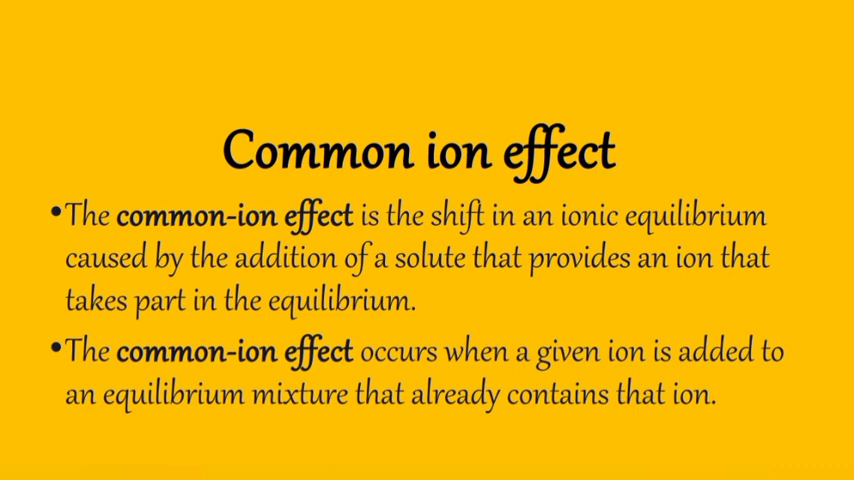 Common ion effect
•The common-ion effect is the shift in an ionic equilibrium
caused by the addition of a solute that provides an ion that
takes part in the equilibrium.
•The common-ion effect occurs when a given ion is added to
an equilibrium mixture that already contains that ion.